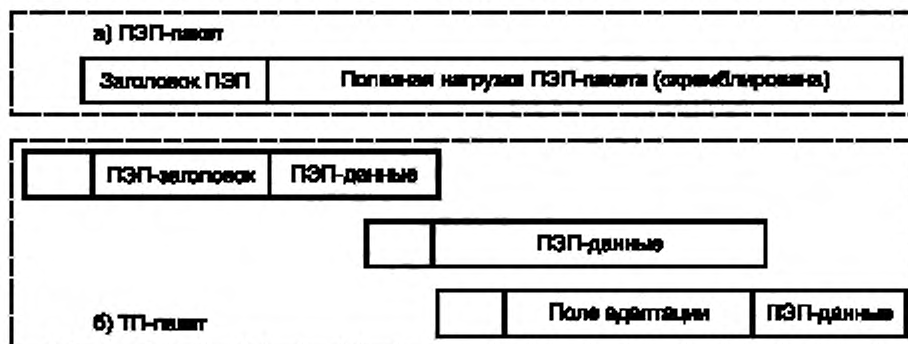 а) ПЭП-пакет
Заголовок ПЭП Полезная нагрузка ПЭП-пакета (скремблирована)
ПЭП-заголовок ПЭП-данные
ПЭП-данные
б) ТП-пакет Поле адаптации ПЭП-данные